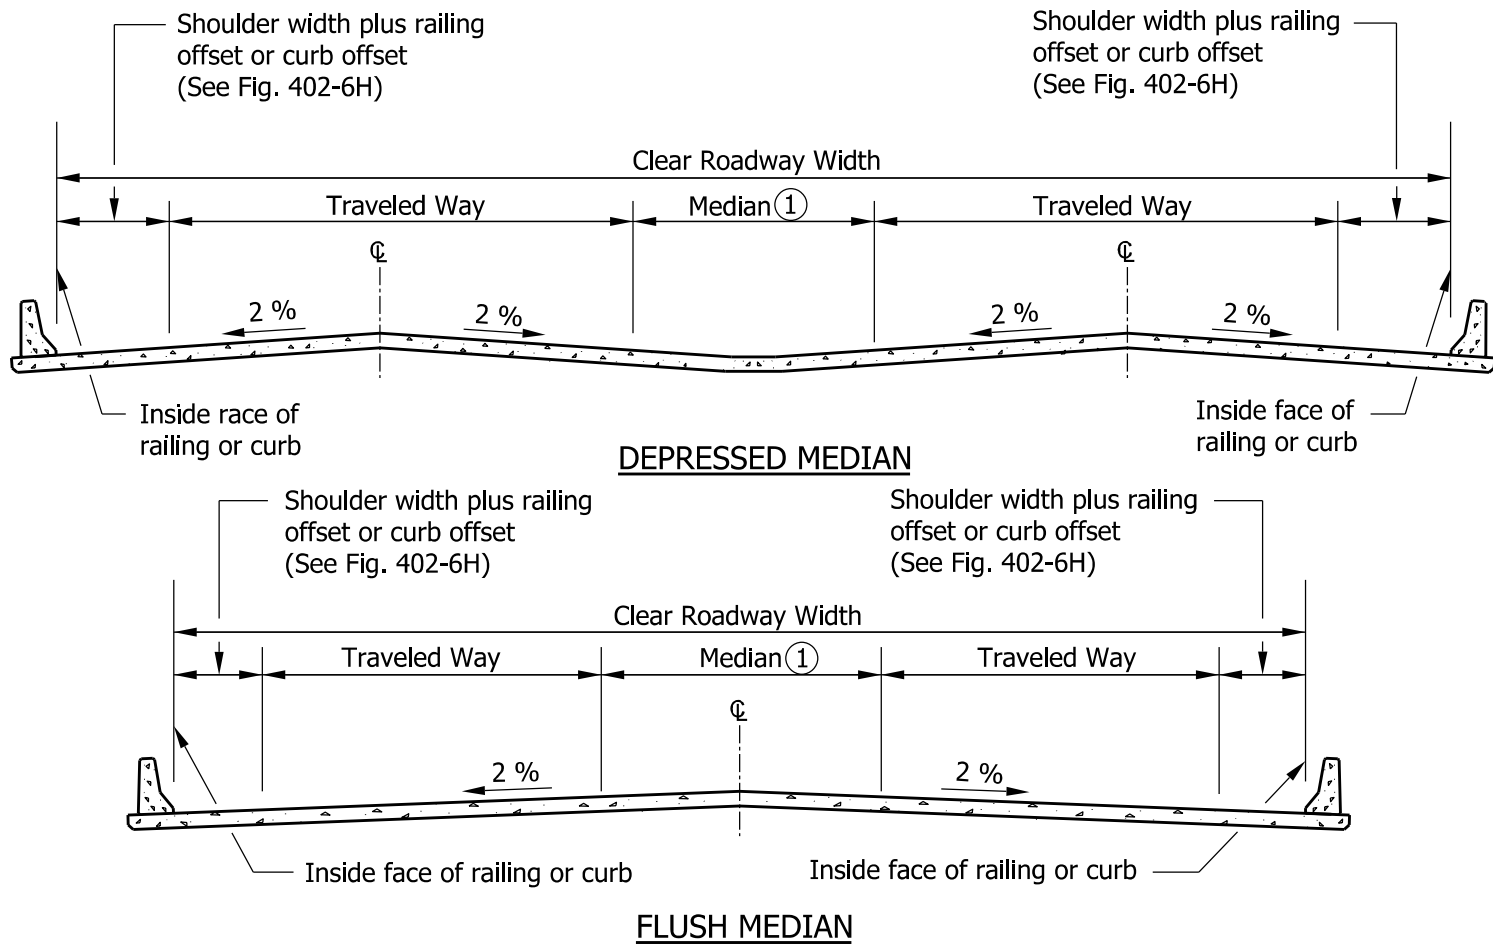 Shoulder width plus railing
offset or curb offset
(See Fig. 402-6H)
Shoulder width plus railing
offset or curb offset
(See Fig. 402-6H)
Clear Roadway Width
Traveled Way
Median 1
Traveled Way
℄
℄
2 %
2 %
2 %
2 %
Inside race of
railing or curb
Inside face of
railing or curb
DEPRESSED MEDIAN
Shoulder width plus railing
offset or curb offset
(See Fig. 402-6H)
Shoulder width plus railing
offset or curb offset
(See Fig. 402-6H)
Clear Roadway Width
Traveled Way
Median 1
Traveled Way
℄
2 %
2 %
Inside face of railing or curb
Inside face of railing or curb
FLUSH MEDIAN